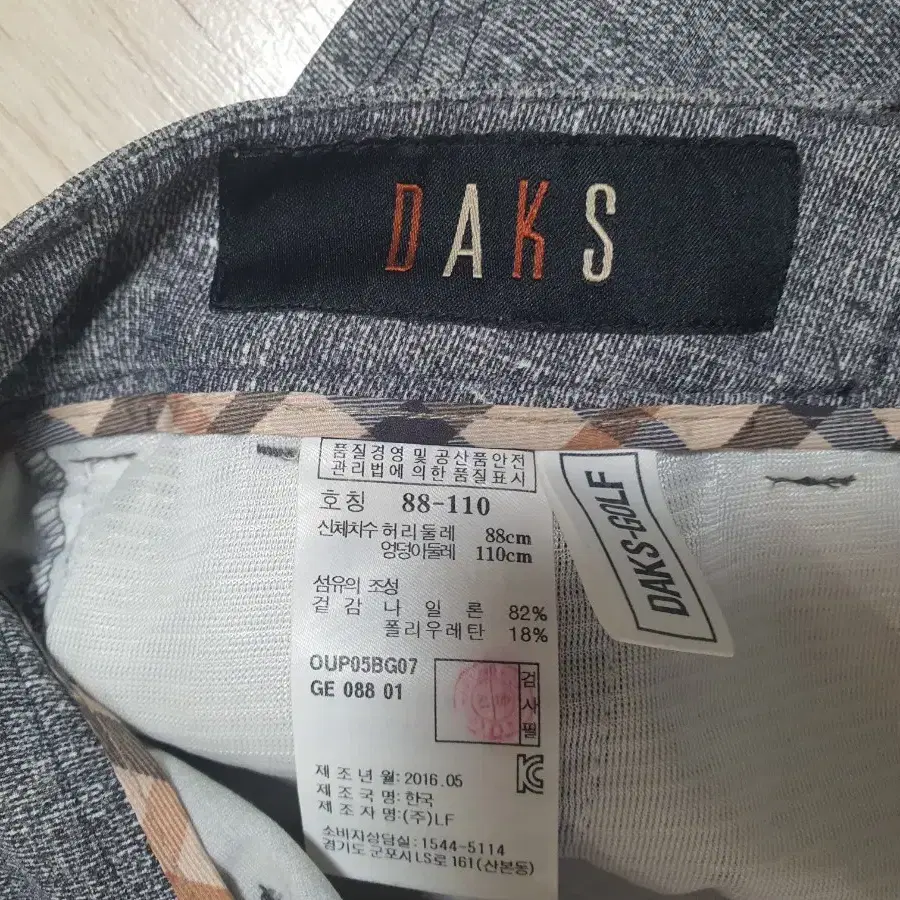 DAKS
품질경영 및 공산품안전
관리법에 의한 품질표시
호칭 88-110
신체치수 허리둘레 88cm
엉덩이둘레 110cm
섬유의 조성
겉감 나일론 82%
폴리우레탄 18%
OUP05BG07
GE 088 01
검사필
제조년월: 2016.05
제조국명: 한국
제조자명: (주)LF
소비자상담실: 1544-5114
경기도 군포시 LS로 161(산본동)
DAKS-GOLF